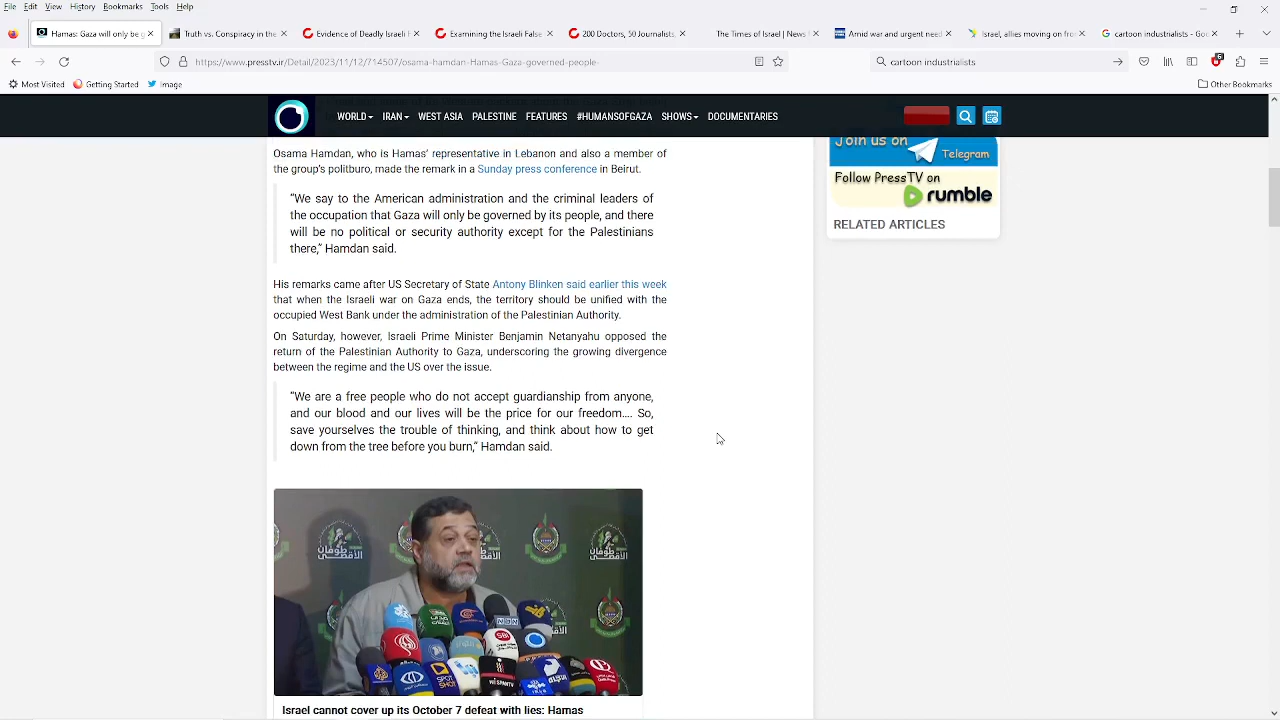 File Edit View History Bookmarks Tools Help
Hamas: Gaza will only be g
Truth vs. Conspiracy in the
Evidence of Deadly Israeli F
Examining the Israeli False
200 Doctors, 50 Journalists,
The Times of Israel | News f
Amid war and urgent need
Israel, allies moving on fros
cartoon industrialists - Goo
https://www.presstv.ir/Detail/2023/11/12/714507/osama-hamdan-Hamas-Gaza-governed-people-
cartoon industrialists
Most Visited Getting Started Image
Other Bookmarks
WORLD IRAN WEST ASIA PALESTINE FEATURES #HUMANSOFGAZA SHOWS DOCUMENTARIES
Osama Hamdan, who is Hamas' representative in Lebanon and also a member of
the group's politburo, made the remark in a Sunday press conference in Beirut.
“We say to the American administration and the criminal leaders of
the occupation that Gaza will only be governed by its people, and there
will be no political or security authority except for the Palestinians
there,” Hamdan said.
His remarks came after US Secretary of State Antony Blinken said earlier this week
that when the Israeli war on Gaza ends, the territory should be unified with the
occupied West Bank under the administration of the Palestinian Authority.
On Saturday, however, Israeli Prime Minister Benjamin Netanyahu opposed the
return of the Palestinian Authority to Gaza, underscoring the growing divergence
between the regime and the US over the issue.
“We are a free people who do not accept guardianship from anyone,
and our blood and our lives will be the price for our freedom.... So,
save yourselves the trouble of thinking, and think about how to get
down from the tree before you burn,” Hamdan said.
طوفان
الأقصى
Israel cannot cover up its October 7 defeat with lies: Hamas
Join us on
Telegram
Follow PressTV on
rumble
RELATED ARTICLES